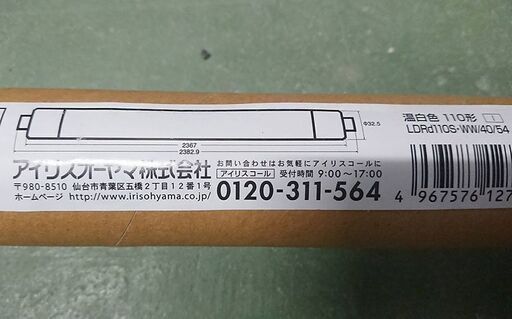 2367
2382.9
Φ32.5
アイリスオーヤマ株式会社
〒980-8510 仙台市青葉区五橋2丁目12番1号
ホームページ http://www.irisohyama.co.jp/
お問い合わせはお気軽にアイリスコールに
アイリスコール 受付時間 9:00〜17:00
0120-311-564
温白色 110形
LDRd110S・WW/40/54
4 967576 127